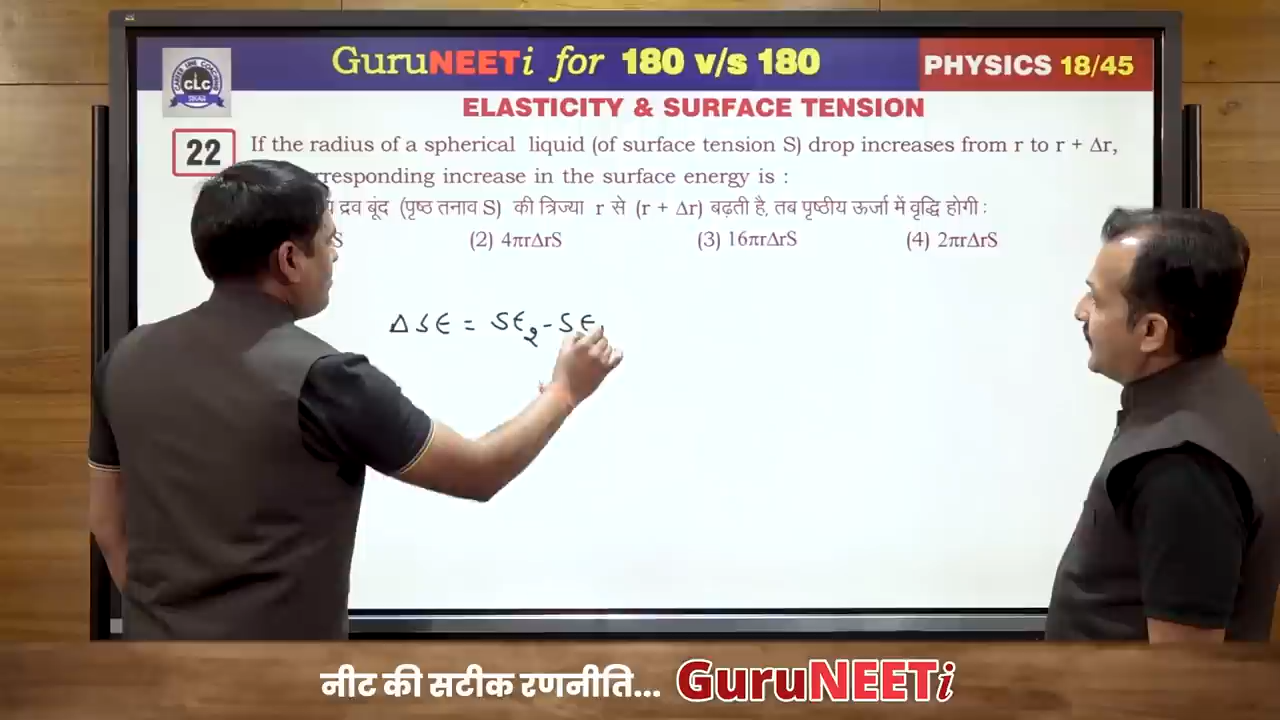 GuruNEETi for 180 v/s 180
PHYSICS 18/45
CLC
SIKAR
ELASTICITY & SURFACE TENSION
22
If the radius of a spherical liquid (of surface tension S) drop increases from r to r + Δr,
increase in the surface energy is :
द्रव बूंद (पृष्ठ तनाव S) की त्रिज्या r से (r + Δr) बढ़ती है, तब पृष्ठीय ऊर्जा में वृद्धि होगी :
S (2) 4πrΔrS (3) 16πrΔrS (4) 2πrΔrS
ΔSE = SE₂ - SE₁
नीट की सटीक रणनीति... GuruNEETi